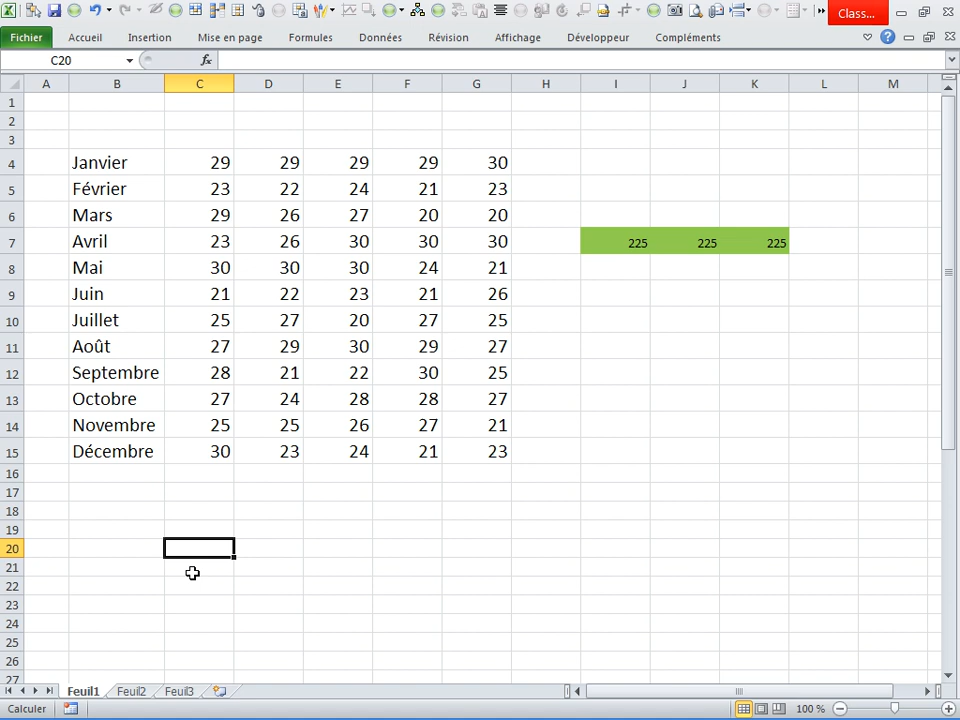 Class...
Fichier Accueil Insertion Mise en page Formules Données Révision Affichage Développeur Compléments
C20 fx
A B C D E F G H I J K L M
1
2
3
4 Janvier 29 29 29 29 30
5 Février 23 22 24 21 23
6 Mars 29 26 27 20 20
7 Avril 23 26 30 30 30 225 225 225
8 Mai 30 30 30 24 21
9 Juin 21 22 23 21 26
10 Juillet 25 27 20 27 25
11 Août 27 29 30 29 27
12 Septembre 28 21 22 30 25
13 Octobre 27 24 28 28 27
14 Novembre 25 25 26 27 21
15 Décembre 30 23 24 21 23
16
17
18
19
20
21
22
23
24
25
26
27
Feuil1 Feuil2 Feuil3
Calculer 100 %